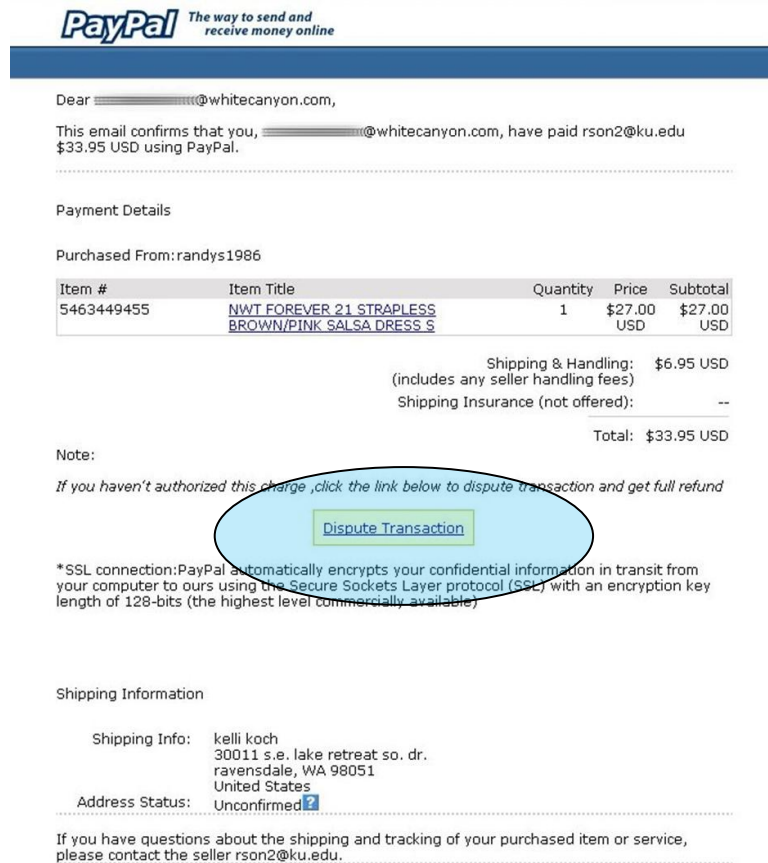 PayPal The way to send and
receive money online
Dear @whitecanyon.com,
This email confirms that you, @whitecanyon.com, have paid rson2@ku.edu
$33.95 USD using PayPal.
Payment Details
Purchased From:randys1986
Item # Item Title Quantity Price Subtotal
5463449455 NWT FOREVER 21 STRAPLESS 1 $27.00 $27.00
BROWN/PINK SALSA DRESS S USD USD
Shipping & Handling: $6.95 USD
(includes any seller handling fees)
Shipping Insurance (not offered): --
Total: $33.95 USD
Note:
If you haven't authorized this charge ,click the link below to dispute transaction and get full refund
Dispute Transaction
*SSL connection:PayPal automatically encrypts your confidential information in transit from
your computer to ours using the Secure Sockets Layer protocol (SSL) with an encryption key
length of 128-bits (the highest level commercially available)
Shipping Information
Shipping Info: kelli koch
30011 s.e. lake retreat so. dr.
ravensdale, WA 98051
United States
Address Status: Unconfirmed ?
If you have questions about the shipping and tracking of your purchased item or service,
please contact the seller rson2@ku.edu.